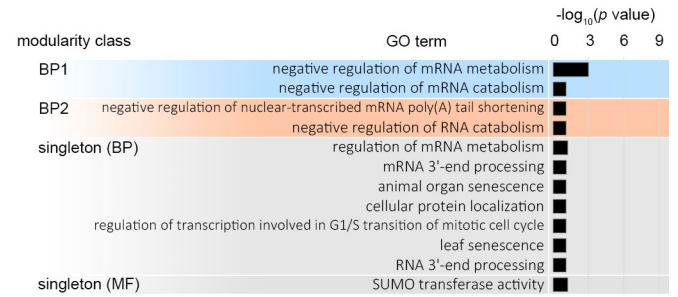 -log10(p value)
modularity class GO term 0 3 6 9
BP1 negative regulation of mRNA metabolism
negative regulation of mRNA catabolism
BP2 negative regulation of nuclear-transcribed mRNA poly(A) tail shortening
negative regulation of RNA catabolism
singleton (BP) regulation of mRNA metabolism
mRNA 3'-end processing
animal organ senescence
cellular protein localization
regulation of transcription involved in G1/S transition of mitotic cell cycle
leaf senescence
RNA 3'-end processing
singleton (MF) SUMO transferase activity